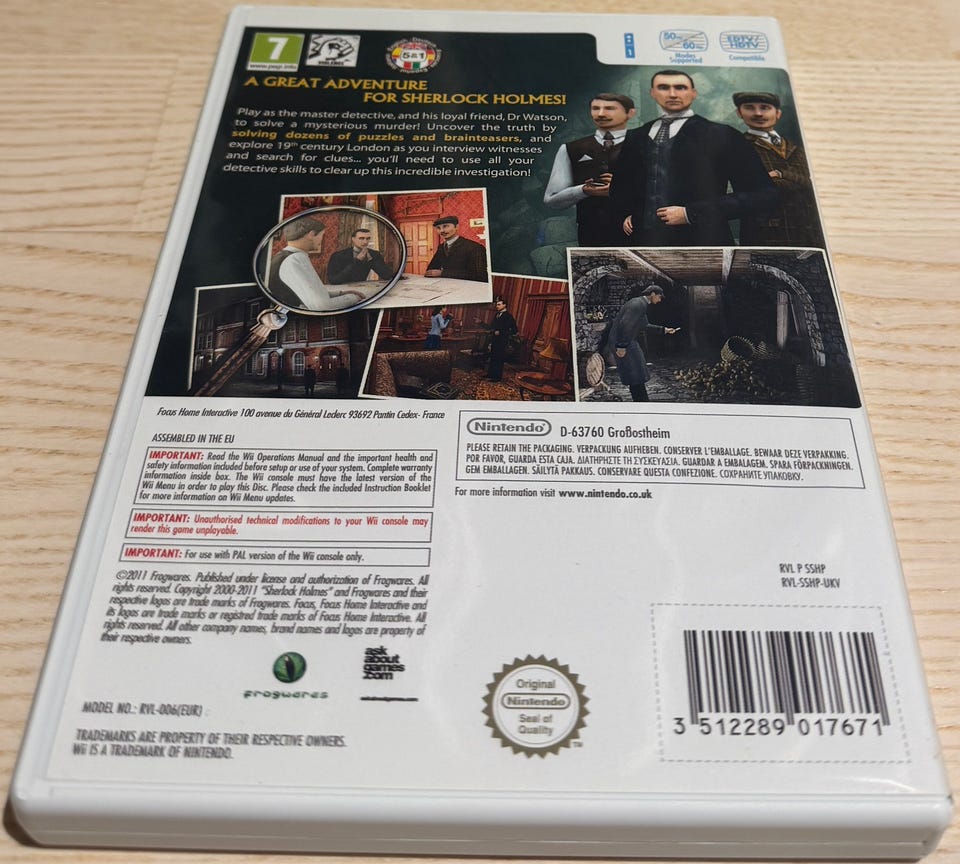 7
www.pegi.info
VIOLENCE
English - Deutsch
5 in 1
Español
50Hz
60Hz
Modes
Supported
EDTV/
HDTV
Compatible
1
A GREAT ADVENTURE
FOR SHERLOCK HOLMES!
Play as the master detective, and his loyal friend, Dr Watson,
to solve a mysterious murder! Uncover the truth by
solving dozens of puzzles and brainteasers, and
explore 19th century London as you interview witnesses
and search for clues... you'll need to use all your
detective skills to clear up this incredible investigation!
Focus Home Interactive 100 avenue du Général Leclerc 93692 Pantin Cedex- France
ASSEMBLED IN THE EU
IMPORTANT: Read the Wii Operations Manual and the important health and
safety information included before setup or use of your system. Complete warranty
information inside box. The Wii console must have the latest version of the
Wii Menu in order to play this Disc. Please check the included Instruction Booklet
for more information on Wii Menu updates.
IMPORTANT: Unauthorised technical modifications to your Wii console may
render this game unplayable.
IMPORTANT: For use with PAL version of the Wii console only.
©2011 Frogwares. Published under license and authorization of Frogwares. All
rights reserved. Copyright 2000-2011 "Sherlock Holmes" and Frogwares and their
respective logos are trade marks of Frogwares. Focus, Focus Home Interactive and
its logos are trade marks or registred trade marks of Focus Home Interactive. All
rights reserved. All other company names, brand names and logos are property of
their respective owners.
frogwares
ask
about
games
.com
askaboutgames.com
MODEL NO.: RVL-006(EUR)
TRADEMARKS ARE PROPERTY OF THEIR RESPECTIVE OWNERS.
Wii IS A TRADEMARK OF NINTENDO.
Nintendo® D-63760 Großostheim
PLEASE RETAIN THE PACKAGING. VERPACKUNG AUFHEBEN. CONSERVER L'EMBALLAGE. BEWAAR DEZE VERPAKKING.
POR FAVOR, GUARDA ESTA CAJA. ΔΙΑΤΗΡΗΣΤΕ ΤΗ ΣΥΣΚΕΥΑΣΙΑ. GUARDAR A EMBALAGEM. SPARA FÖRPACKNINGEN.
GEM EMBALLAGEN. SÄILYTÄ PAKKAUS. CONSERVARE QUESTA CONFEZIONE. СОХРАНИТЕ УПАКОВКУ.
For more information visit www.nintendo.co.uk
RVL P SSHP
RVL-SSHP-UKV
Original
Nintendo
Seal of
Quality
TM
3 512289 017671